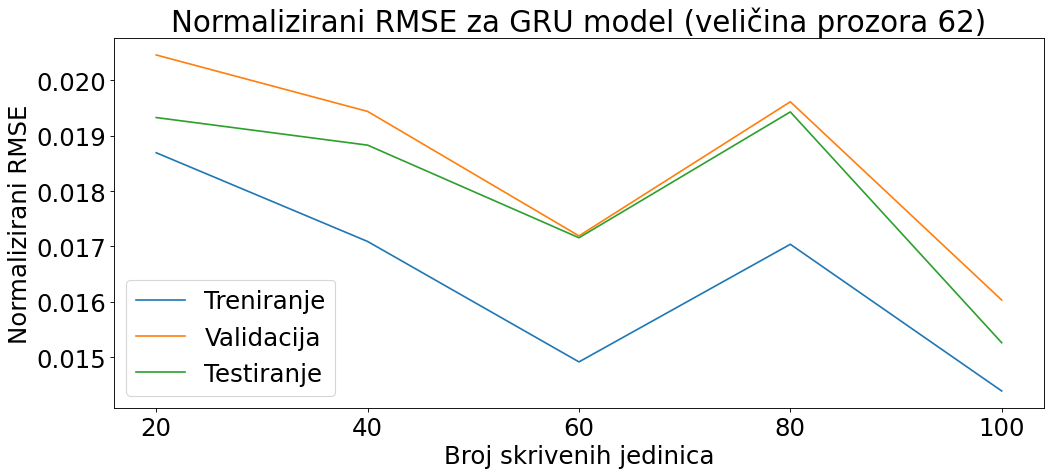 Normalizirani RMSE za GRU model (veličina prozora 62)
Normalizirani RMSE
0.020
0.019
0.018
0.017
0.016
0.015
Treniranje
Validacija
Testiranje
20 40 60 80 100
Broj skrivenih jedinica